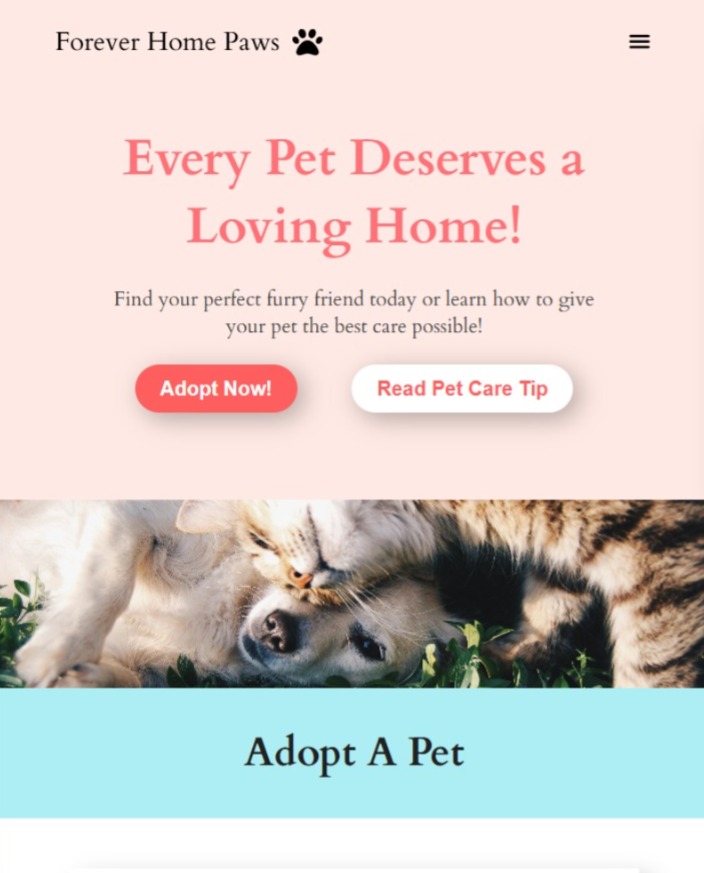 Forever Home Paws
Every Pet Deserves a
Loving Home!
Find your perfect furry friend today or learn how to give
your pet the best care possible!
Adopt Now!
Read Pet Care Tip
Adopt A Pet